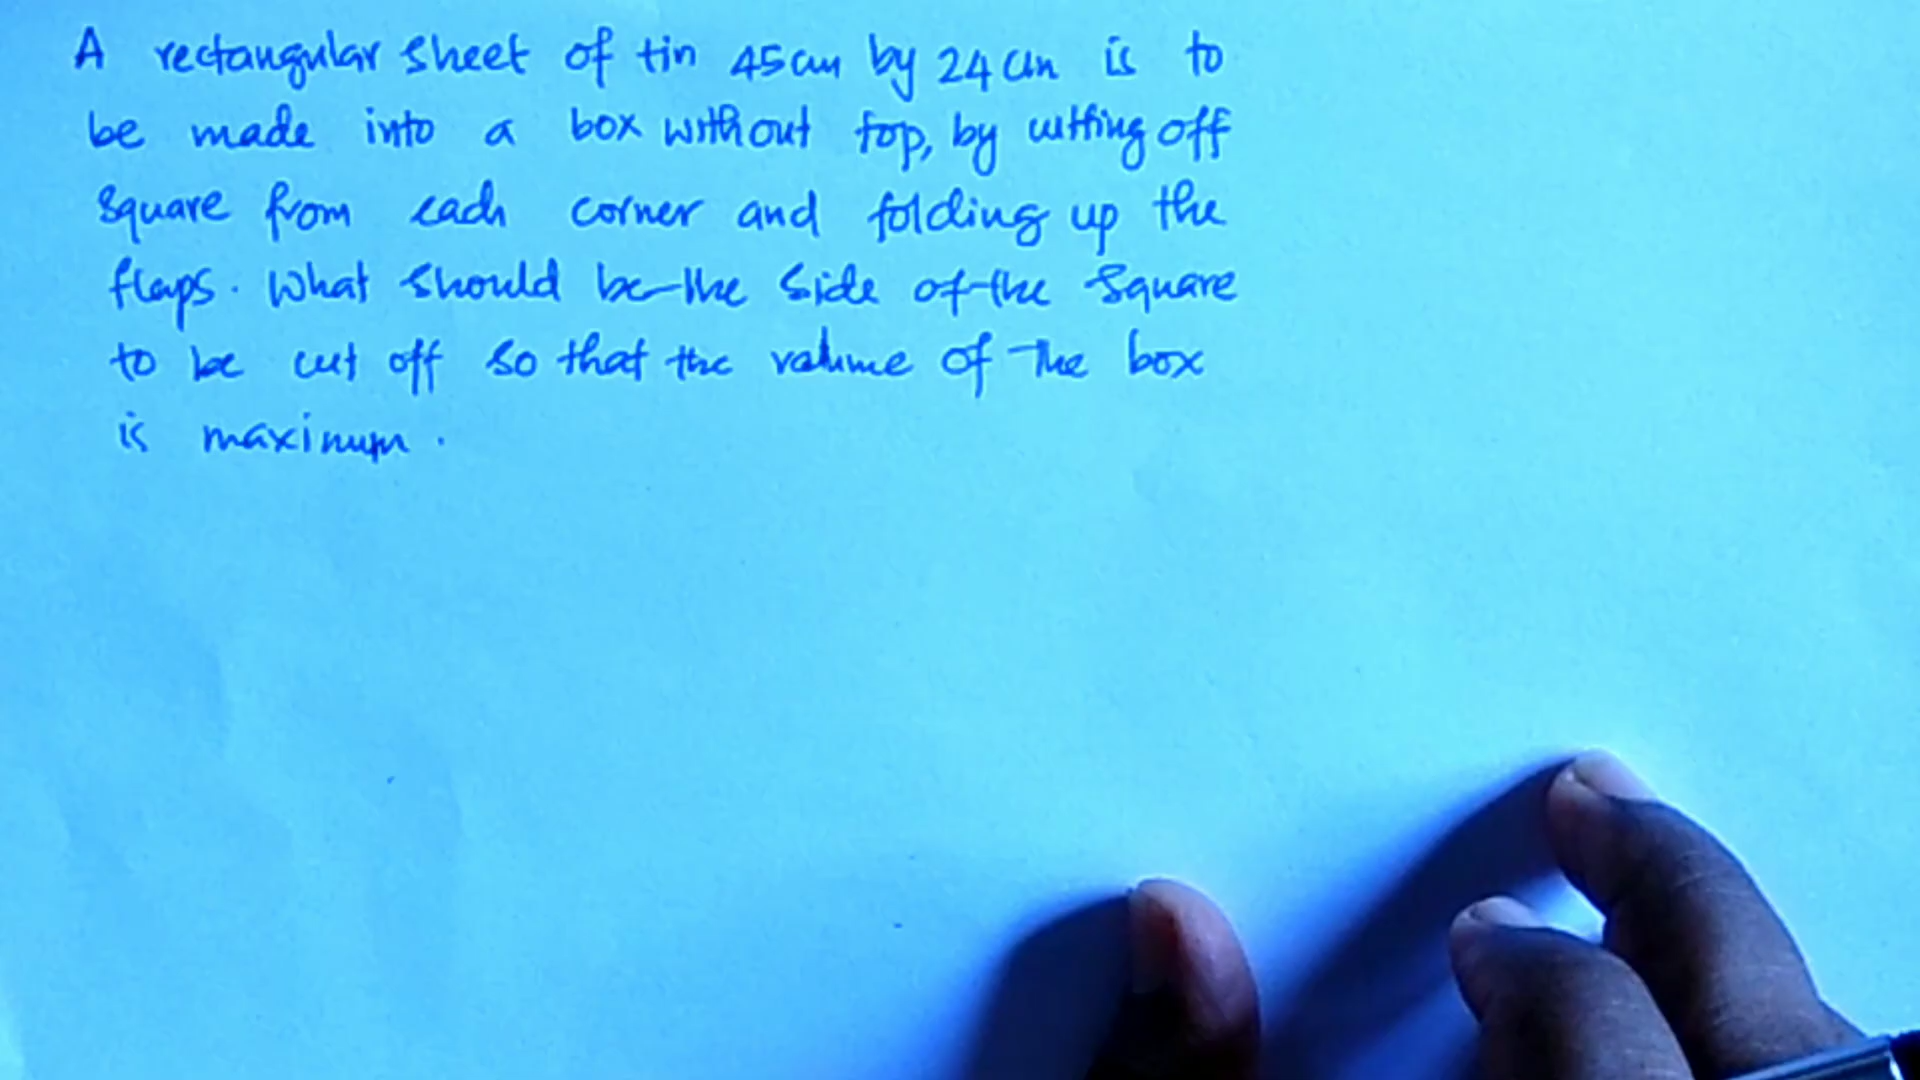 A rectangular sheet of tin 45cm by 24cm is to
be made into a box without top, by cutting off
square from each corner and folding up the
flaps. What should be the side of the square
to be cut off so that the volume of the box
is maximum.